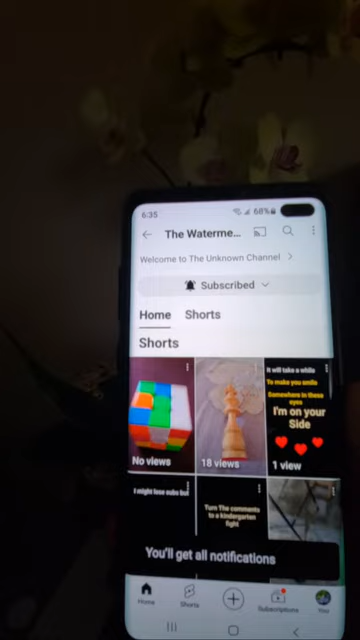 6:35
68%
The Waterme...
Welcome to The Unknown Channel
Subscribed
Home Shorts
Shorts
No views
18 views
It will take a while
To make you smile
Somewhere in these
eyes
I'm on your
Side
1 view
I might lose subs but
Turn The comments
to a kindergarten
fight
You'll get all notifications
Home Shorts Subscriptions You